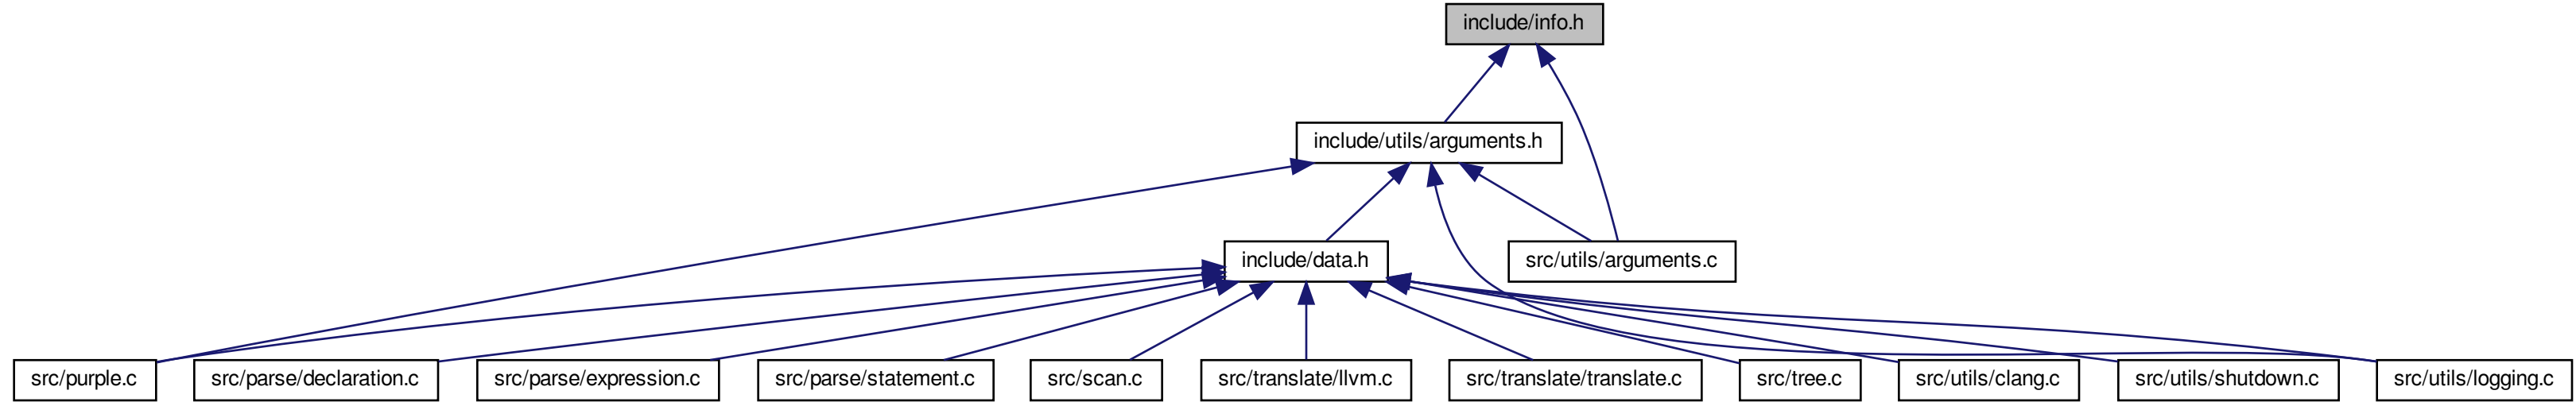 include/info.h
include/utils/arguments.h
include/data.h
src/utils/arguments.c
src/purple.c
src/parse/declaration.c
src/parse/expression.c
src/parse/statement.c
src/scan.c
src/translate/llvm.c
src/translate/translate.c
src/tree.c
src/utils/clang.c
src/utils/shutdown.c
src/utils/logging.c